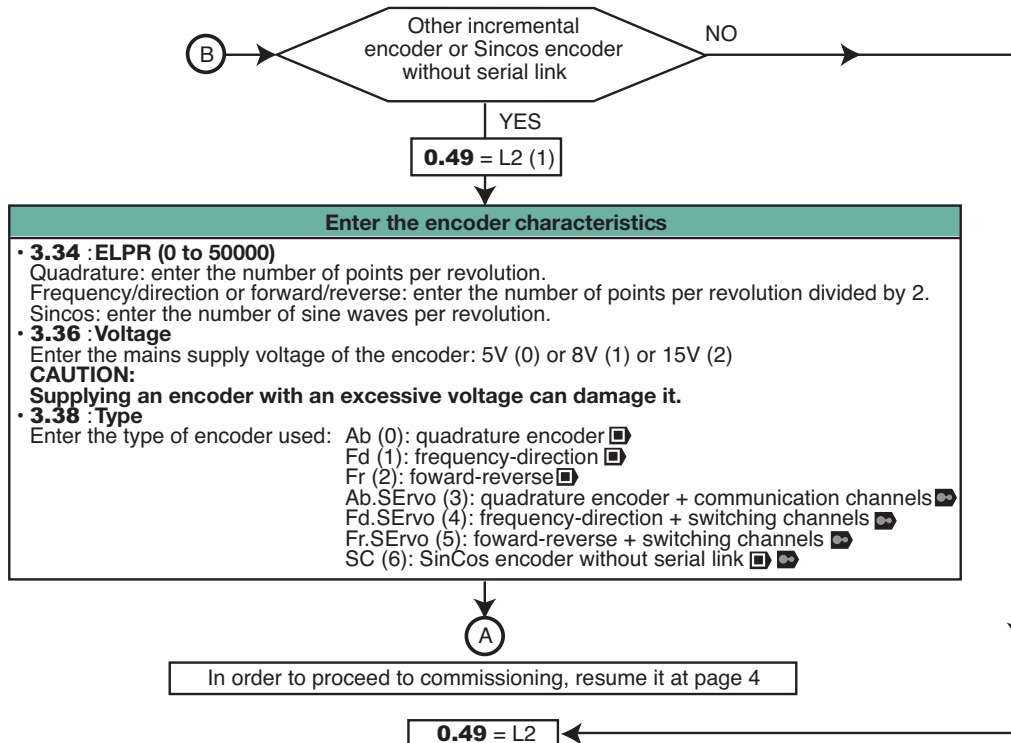 Other incremental
encoder or Sincos encoder
without serial link
B
NO
YES
0.49 = L2 (1)
Enter the encoder characteristics
• 3.34 : ELPR (0 to 50000)
Quadrature: enter the number of points per revolution.
Frequency/direction or forward/reverse: enter the number of points per revolution divided by 2.
Sincos: enter the number of sine waves per revolution.
• 3.36 : Voltage
Enter the mains supply voltage of the encoder: 5V (0) or 8V (1) or 15V (2)
CAUTION:
Supplying an encoder with an excessive voltage can damage it.
• 3.38 : Type
Enter the type of encoder used: Ab (0): quadrature encoder
Fd (1): frequency-direction
Fr (2): foward-reverse
Ab.SErvo (3): quadrature encoder + communication channels
Fd.SErvo (4): frequency-direction + switching channels
Fr.SErvo (5): foward-reverse + switching channels
SC (6): SinCos encoder without serial link
A
In order to proceed to commissioning, resume it at page 4
0.49 = L2